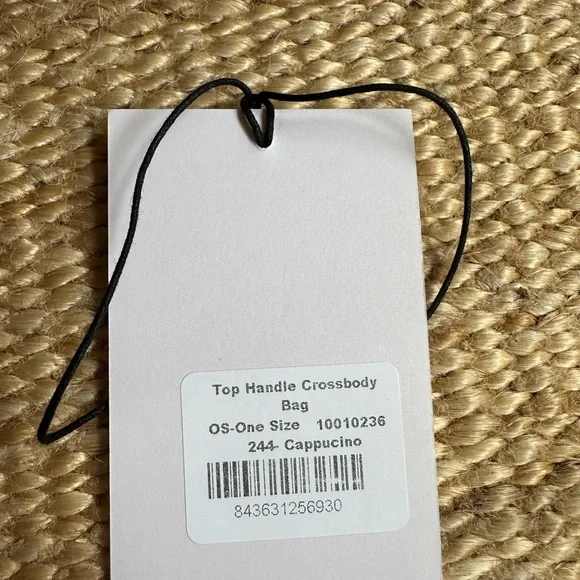 Top Handle Crossbody
Bag
OS-One Size 10010236
244- Cappucino
843631256930